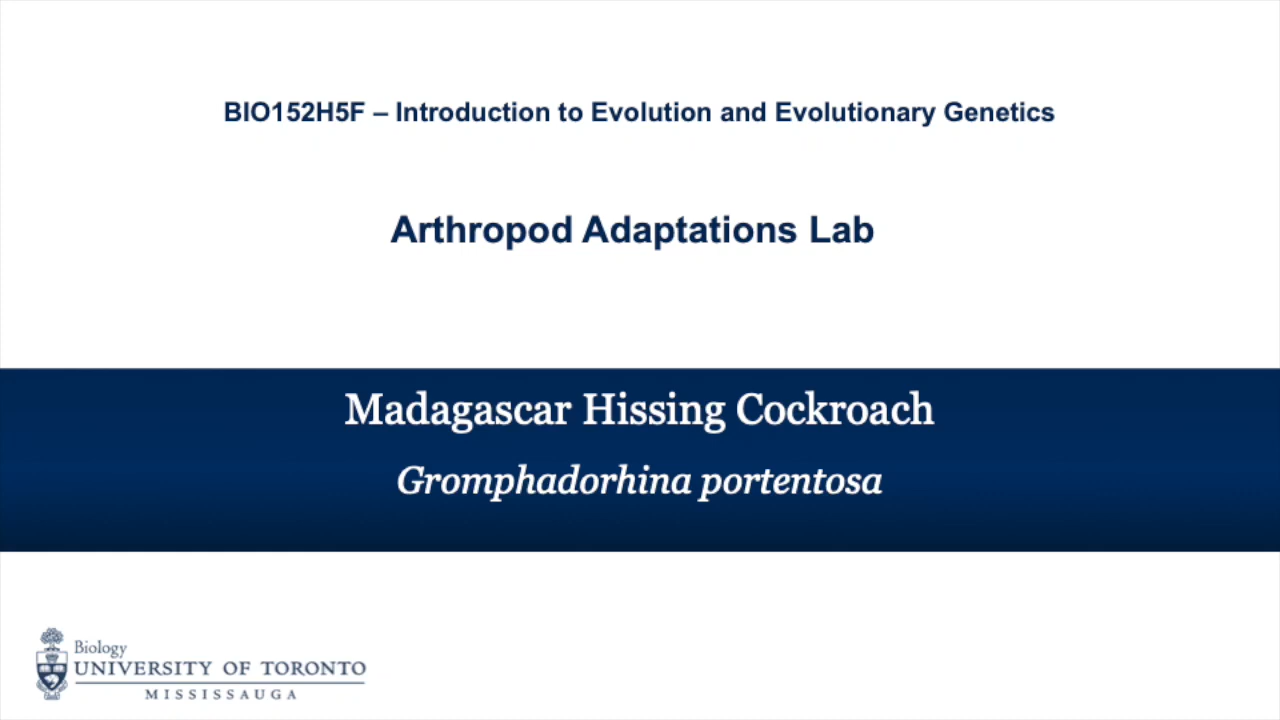 BIO152H5F – Introduction to Evolution and Evolutionary Genetics
Arthropod Adaptations Lab
Madagascar Hissing Cockroach
Gromphadorhina portentosa
Biology
UNIVERSITY OF TORONTO
MISSISSAUGA